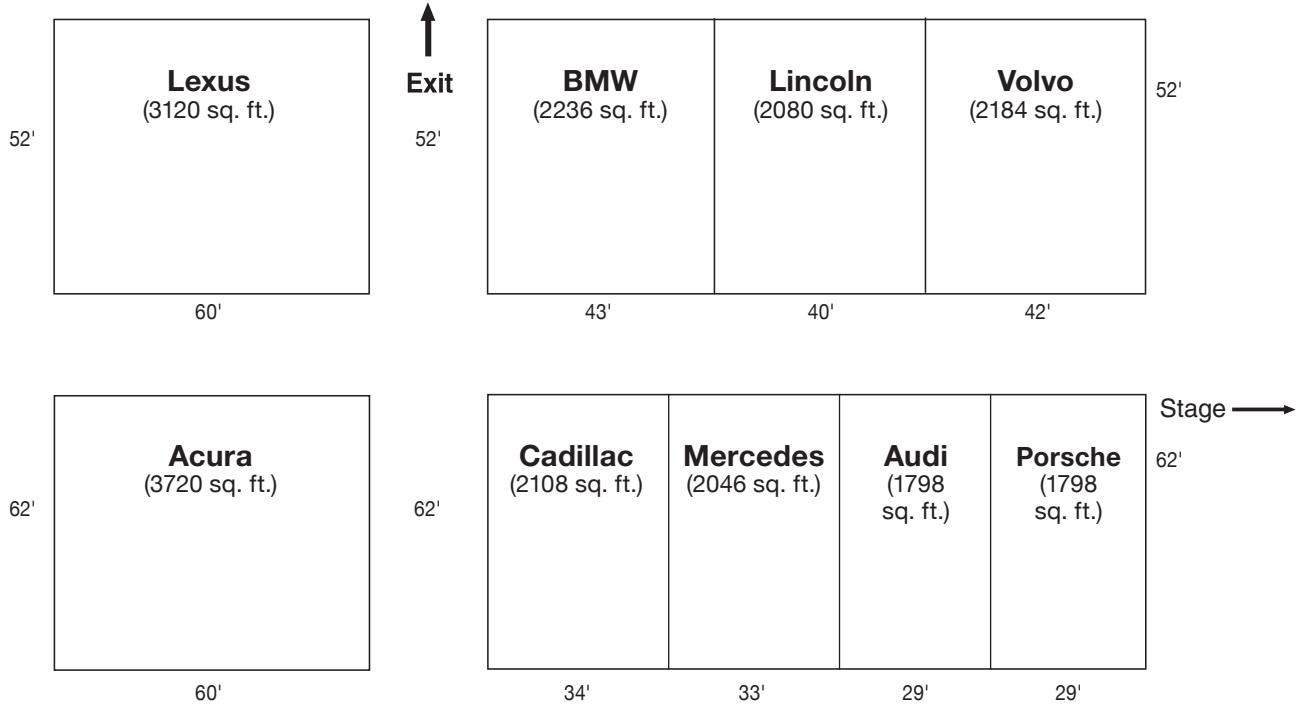 Lexus
(3120 sq. ft.)
52'
60'
Exit
52'
BMW
(2236 sq. ft.)
43'
Lincoln
(2080 sq. ft.)
40'
Volvo
(2184 sq. ft.)
42'
52'
Acura
(3720 sq. ft.)
62'
60'
62'
Cadillac
(2108 sq. ft.)
34'
Mercedes
(2046 sq. ft.)
33'
Audi
(1798
sq. ft.)
29'
Porsche
(1798
sq. ft.)
29'
Stage
62'